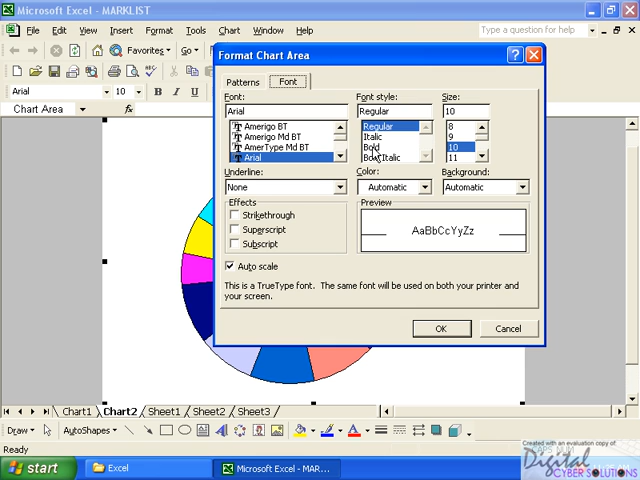 Microsoft Excel - MARKLIST
File Edit View Insert Format Tools Chart Window Help
Type a question for help
Favorites
Go
Arial 10
Chart Area
Format Chart Area
Patterns Font
Font: Font style: Size:
Arial Regular 10
Amerigo BT Regular 8
Amerigo Md BT Italic 9
AmerType Md BT Bold 10
Arial Bold Italic 11
Underline: Color: Background:
None Automatic Automatic
Effects Preview
Strikethrough
Superscript AaBbCcYyZz
Subscript
Auto scale
This is a TrueType font. The same font will be used on both your printer and
your screen.
OK Cancel
Chart1 Chart2 Sheet1 Sheet2 Sheet3
Draw AutoShapes
Ready
CAPS NUM
Created with an evaluation copy of
start Excel Microsoft Excel - MAR...
Digital
CYBER SOLUTIONS